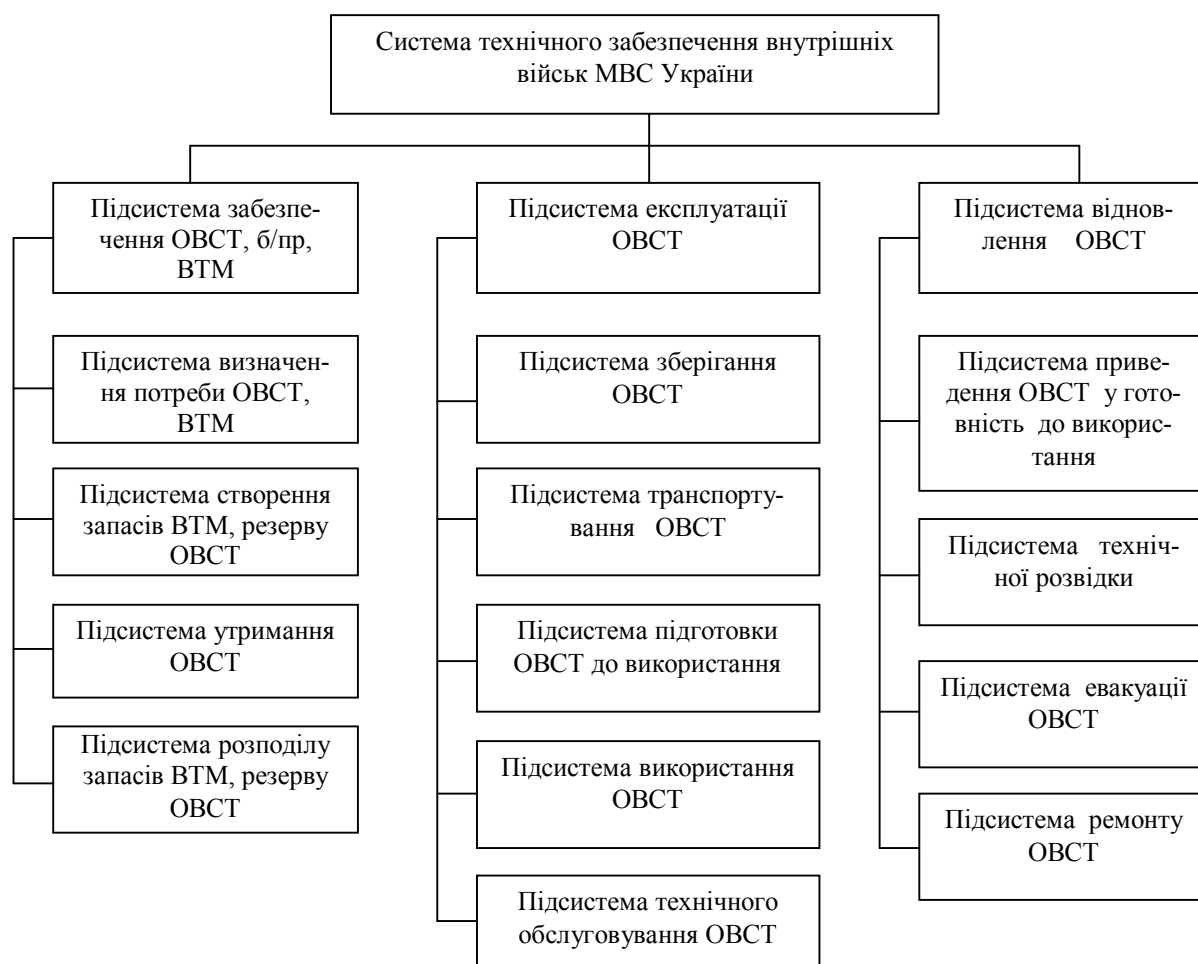 Система технічного забезпечення внутрішніх
військ МВС України
Підсистема забезпе-
чення ОВСТ, б/пр,
ВТМ
Підсистема визначен-
ня потреби ОВСТ,
ВТМ
Підсистема створення
запасів ВТМ, резерву
ОВСТ
Підсистема утримання
ОВСТ
Підсистема розподілу
запасів ВТМ, резерву
ОВСТ
Підсистема експлуатації
ОВСТ
Підсистема зберігання
ОВСТ
Підсистема транспорту-
вання ОВСТ
Підсистема підготовки
ОВСТ до використання
Підсистема використання
ОВСТ
Підсистема технічного
обслуговування ОВСТ
Підсистема віднов-
лення ОВСТ
Підсистема приве-
дення ОВСТ у гото-
вність до викорис-
тання
Підсистема техніч-
ної розвідки
Підсистема евакуації
ОВСТ
Підсистема ремонту
ОВСТ